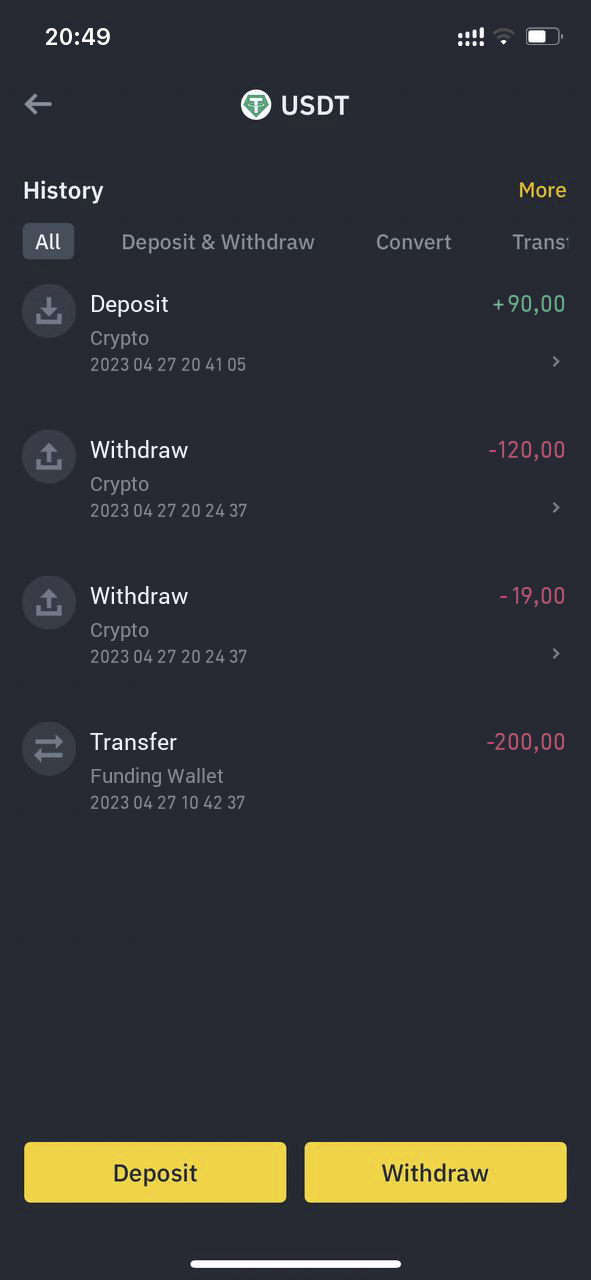 20:49
USDT
History More
All Deposit & Withdraw Convert Transf
Deposit +90,00
Crypto
2023 04 27 20 41 05
Withdraw -120,00
Crypto
2023 04 27 20 24 37
Withdraw -19,00
Crypto
2023 04 27 20 24 37
Transfer -200,00
Funding Wallet
2023 04 27 10 42 37
Deposit Withdraw